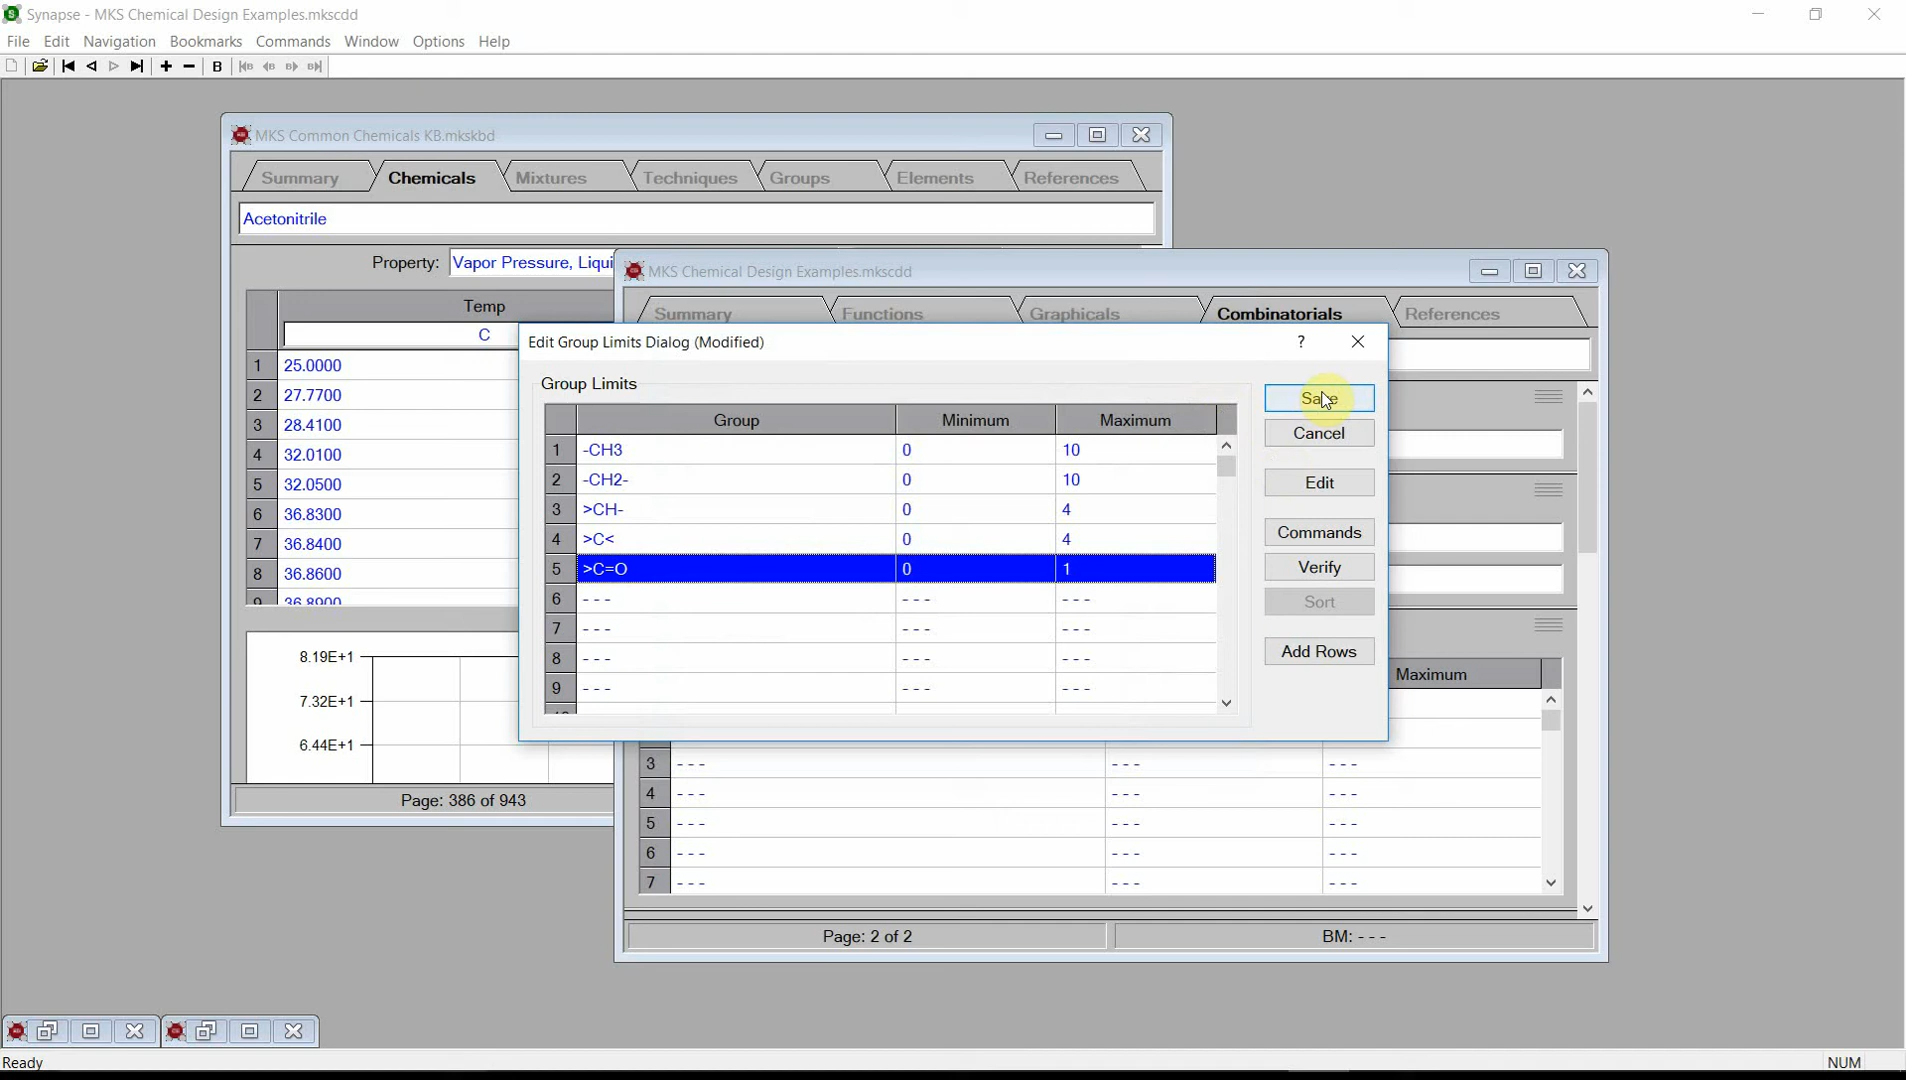 Synapse - MKS Chemical Design Examples.mkscdd
File Edit Navigation Bookmarks Commands Window Options Help
B
MKS Common Chemicals KB.mkskbd
Summary Chemicals Mixtures Techniques Groups Elements References
Acetonitrile
Property: Vapor Pressure, Liqui
Temp
C
1 25.0000
2 27.7700
3 28.4100
4 32.0100
5 32.0500
6 36.8300
7 36.8400
8 36.8600
9 36.8900
8.19E+1
7.32E+1
6.44E+1
Page: 386 of 943
MKS Chemical Design Examples.mkscdd
Summary Functions Graphicals Combinatorials References
Edit Group Limits Dialog (Modified)
?
Group Limits
Group Minimum Maximum
1 -CH3 0 10
2 -CH2- 0 10
3 >CH- 0 4
4 >C< 0 4
5 >C=O 0 1
6 - - - - - - - - -
7 - - - - - - - - -
8 - - - - - - - - -
9 - - - - - - - - -
Save
Cancel
Edit
Commands
Verify
Sort
Add Rows
Maximum
3 - - - - - - - - -
4 - - - - - - - - -
5 - - - - - - - - -
6 - - - - - - - - -
7 - - - - - - - - -
Page: 2 of 2
BM: - - -
Ready
NUM